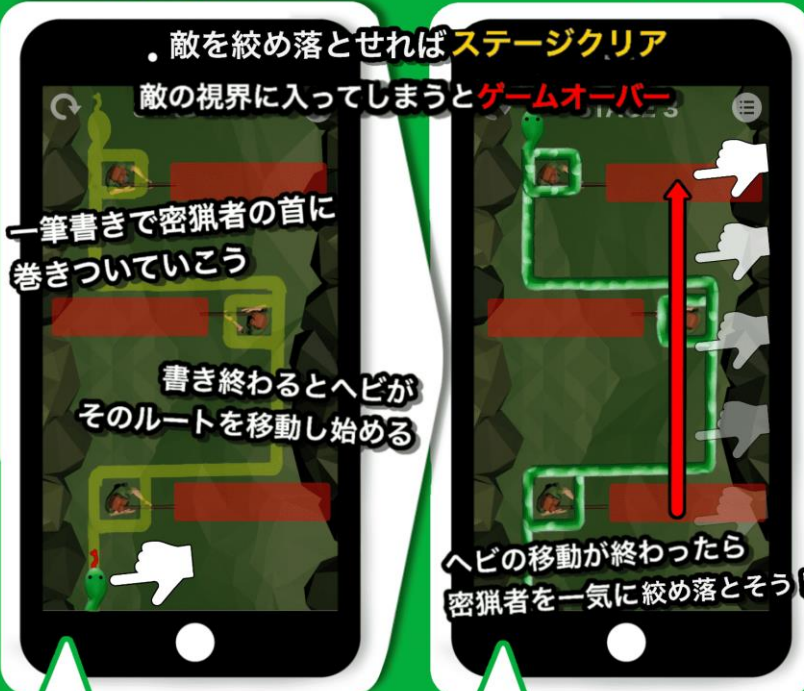 敵を絞め落とせればステージクリア
敵の視界に入ってしまうとゲームオーバー
一筆書きで密猟者の首に
巻きついていこう
書き終わるとヘビが
そのルートを移動し始める
ヘビの移動が終わったら
密猟者を一気に絞め落とそう